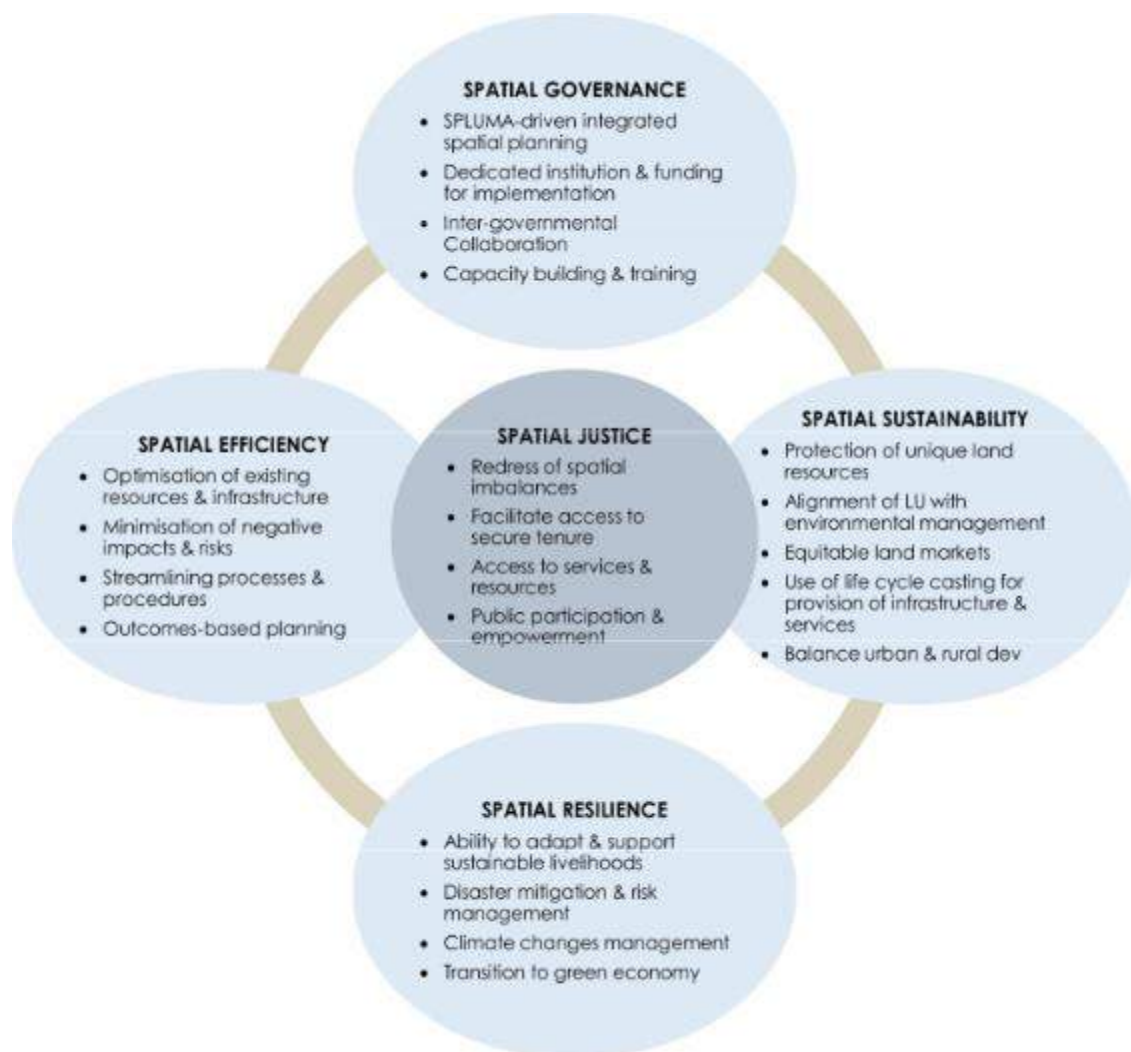 SPATIAL GOVERNANCE
• SPLUMA-driven integrated
spatial planning
• Dedicated institution & funding
for implementation
• Inter-governmental
Collaboration
• Capacity building & training
SPATIAL EFFICIENCY
• Optimisation of existing
resources & infrastructure
• Minimisation of negative
impacts & risks
• Streamlining processes &
procedures
• Outcomes-based planning
SPATIAL JUSTICE
• Redress of spatial
imbalances
• Facilitate access to
secure tenure
• Access to services &
resources
• Public participation &
empowerment
SPATIAL SUSTAINABILITY
• Protection of unique land
resources
• Alignment of LU with
environmental management
• Equitable land markets
• Use of life cycle casting for
provision of infrastructure &
services
• Balance urban & rural dev
SPATIAL RESILIENCE
• Ability to adapt & support
sustainable livelihoods
• Disaster mitigation & risk
management
• Climate changes management
• Transition to green economy